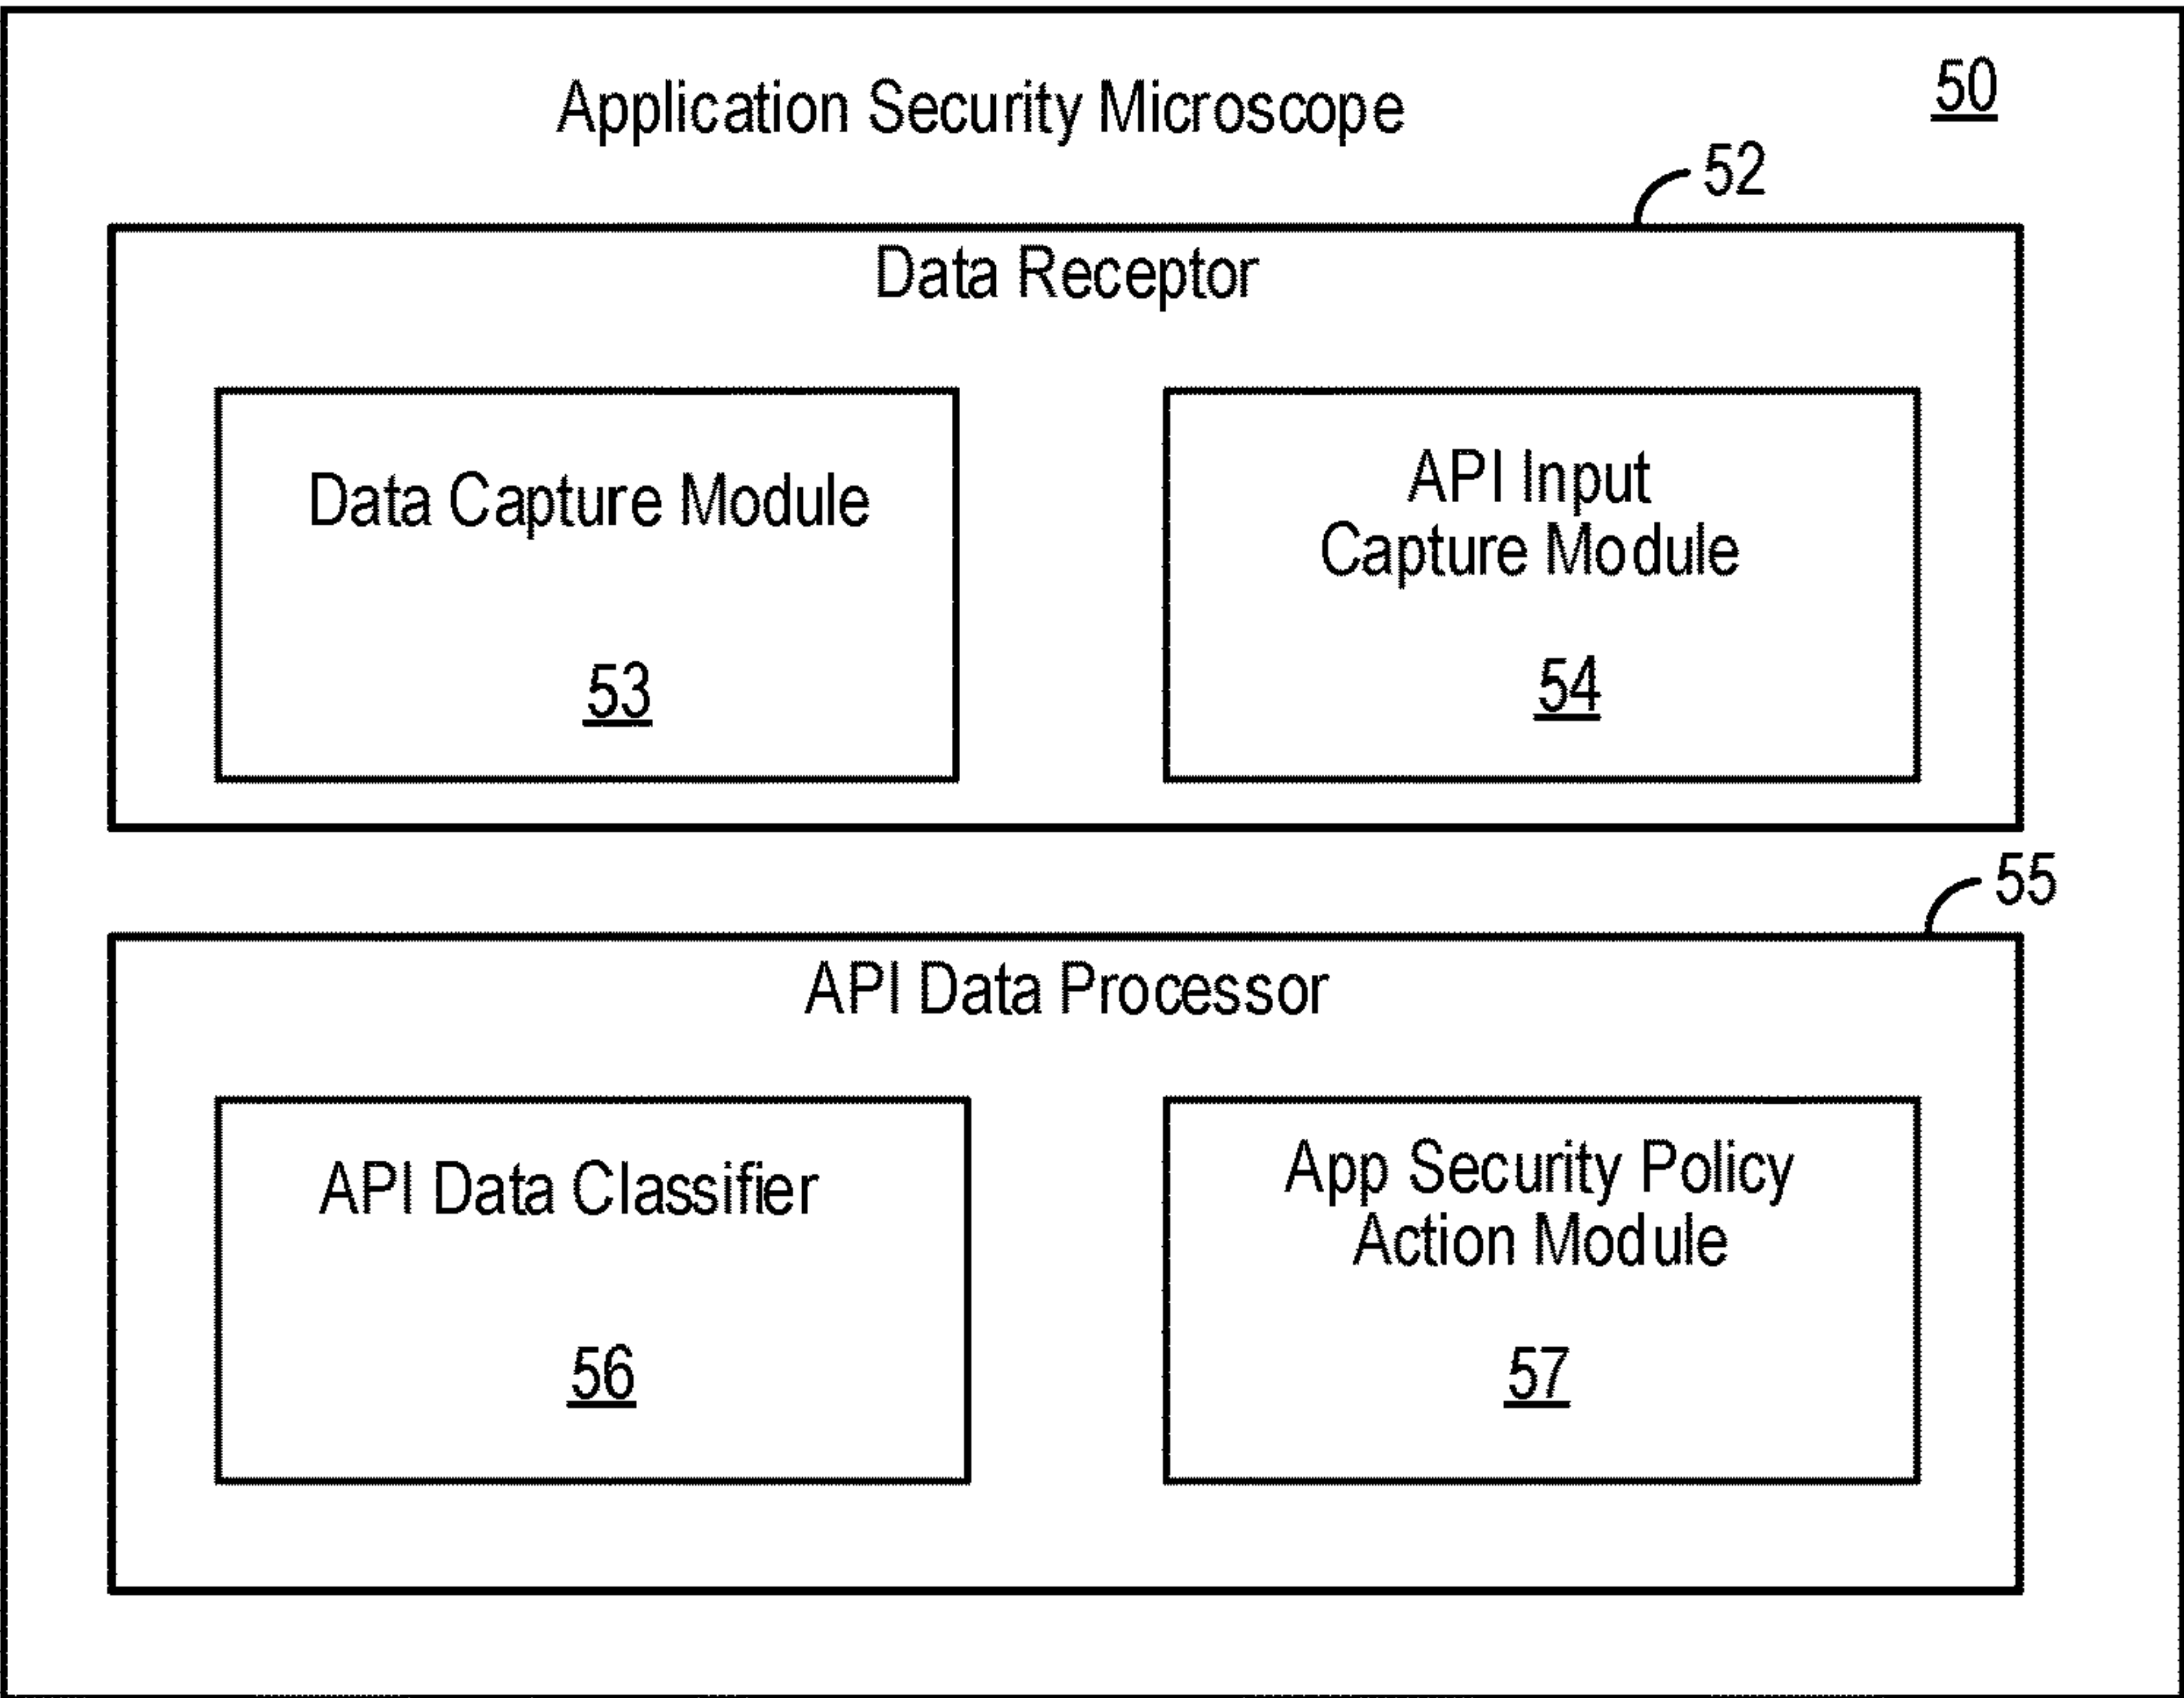 Application Security Microscope
50
52
Data Receptor
Data Capture Module
53
API Input
Capture Module
54
55
API Data Processor
API Data Classifier
56
App Security Policy
Action Module
57